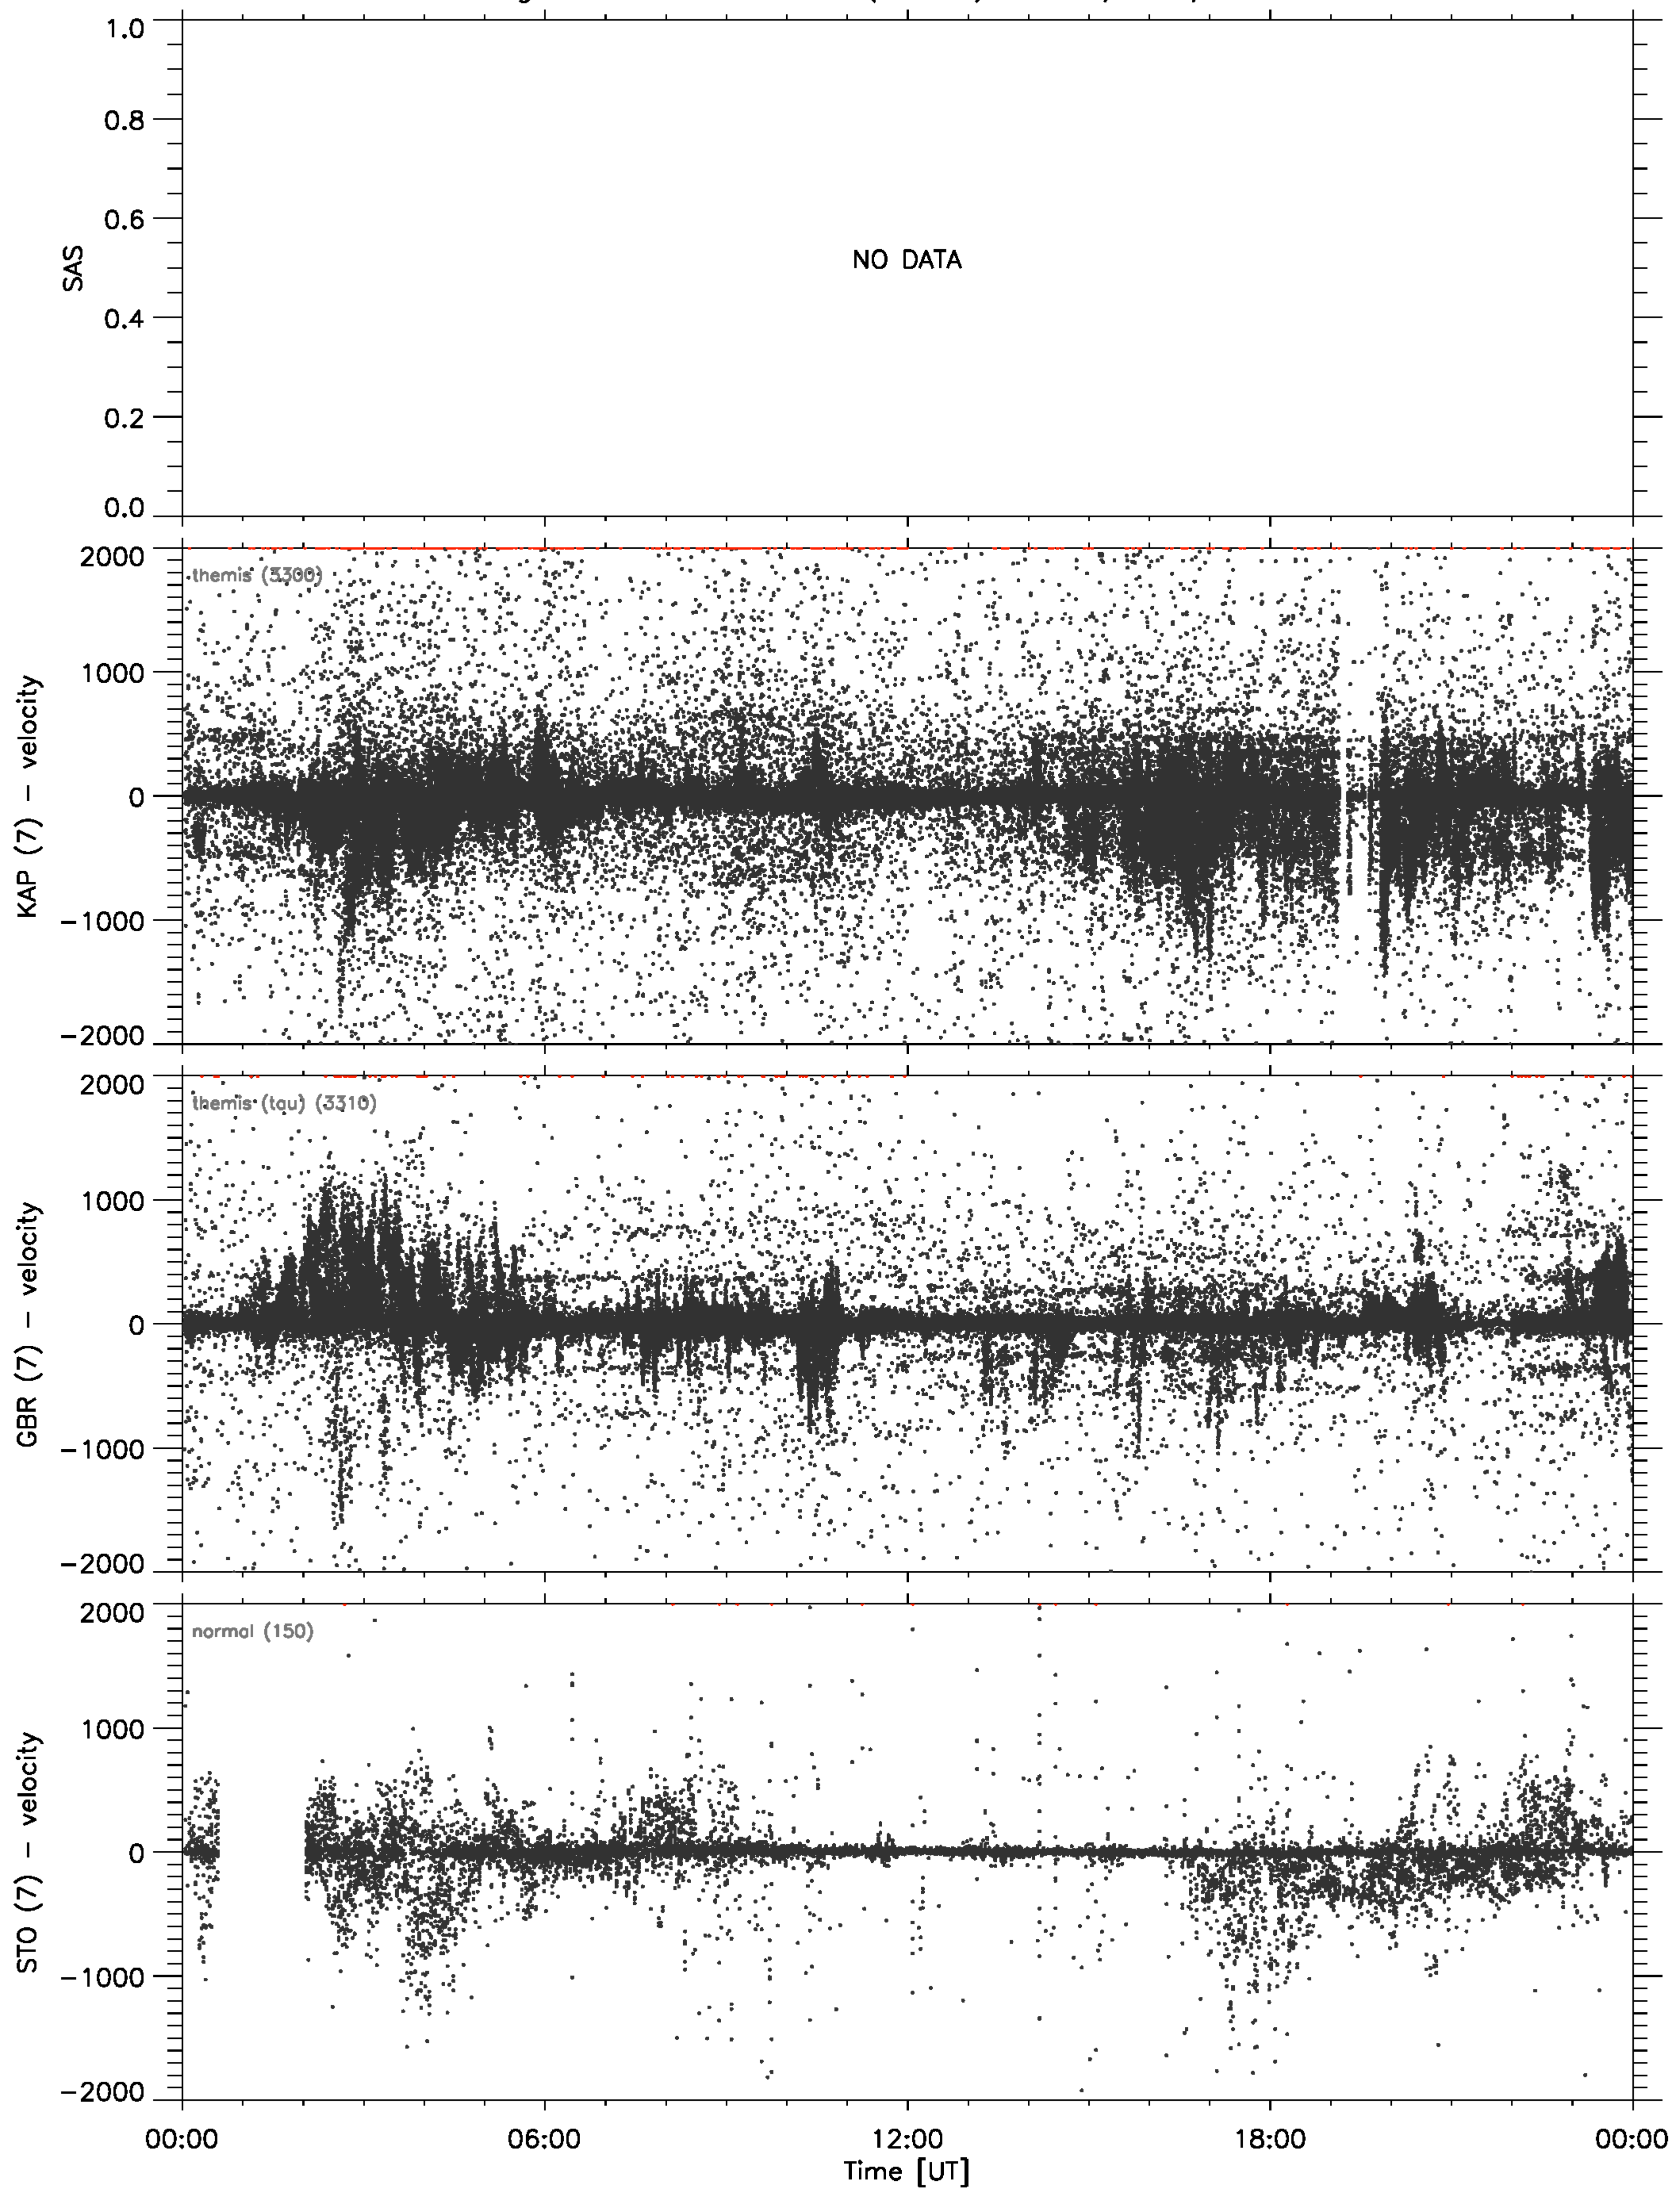 1.0
0.8
0.6
0.4
0.2
0.0
SAS
NO DATA
2000
1000
0
−1000
−2000
KAP (7) − velocity
themis (3300)
2000
1000
0
−1000
−2000
GBR (7) − velocity
themis (tau) (3310)
2000
1000
0
−1000
−2000
STO (7) − velocity
normal (150)
00:00 06:00 12:00 18:00 00:00
Time [UT]